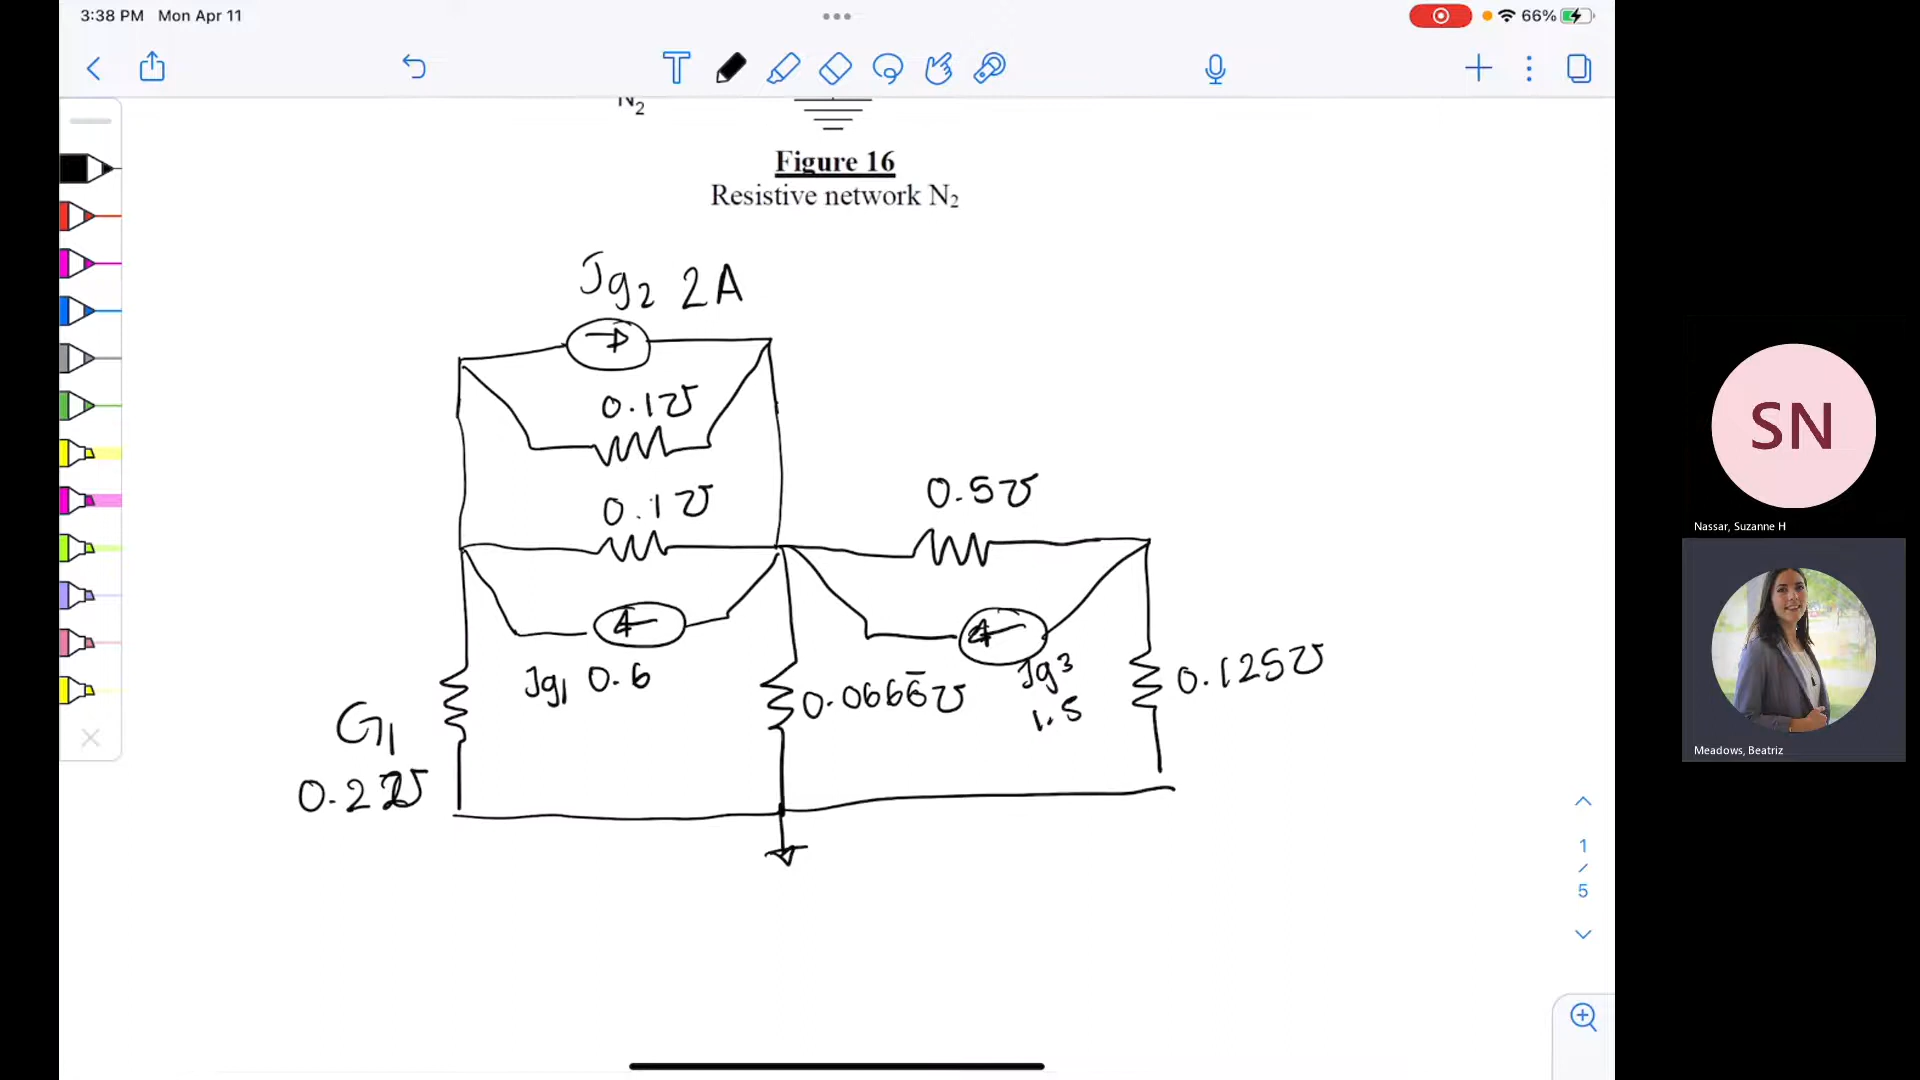 3:38 PM Mon Apr 11
66%
N2
Figure 16
Resistive network N2
Jg2 2A
0.1℧
0.1℧
0.5℧
Jg1 0.6
0.0666̅℧
Jg3
1.5
0.125℧
G1
0.2℧
1
/
5
SN
Nassar, Suzanne H
Meadows, Beatriz